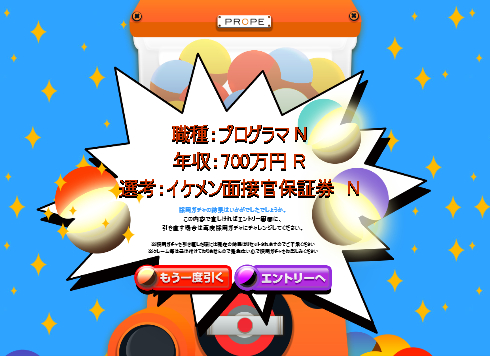 PROPE
職種：プログラマ N
年収：700万円 R
選考：イケメン面接官保証券 N
採用ガチャの結果はいかがでしたでしょうか。
この内容で宜しければエントリー画面に、
引き直す場合は再度採用ガチャにチャレンジしてください。
もう一度引く
エントリーへ